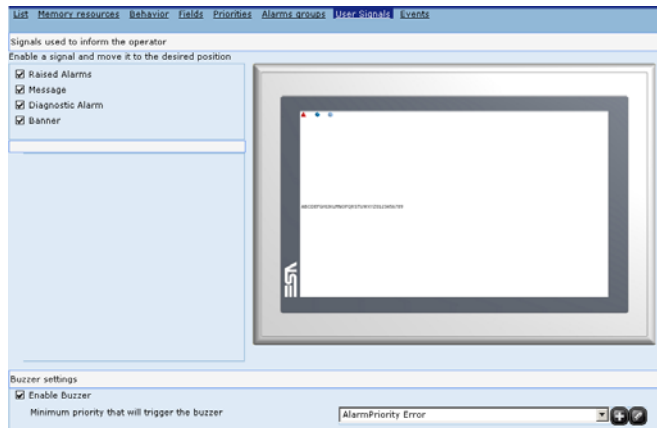 List Memory resources Behavior Fields Priorities Alarms groups User Signals Events
Signals used to inform the operator
Enable a signal and move it to the desired position
Raised Alarms
Message
Diagnostic Alarm
Banner
ESA
Buzzer settings
Enable Buzzer
Minimum priority that will trigger the buzzer
AlarmPriority Error